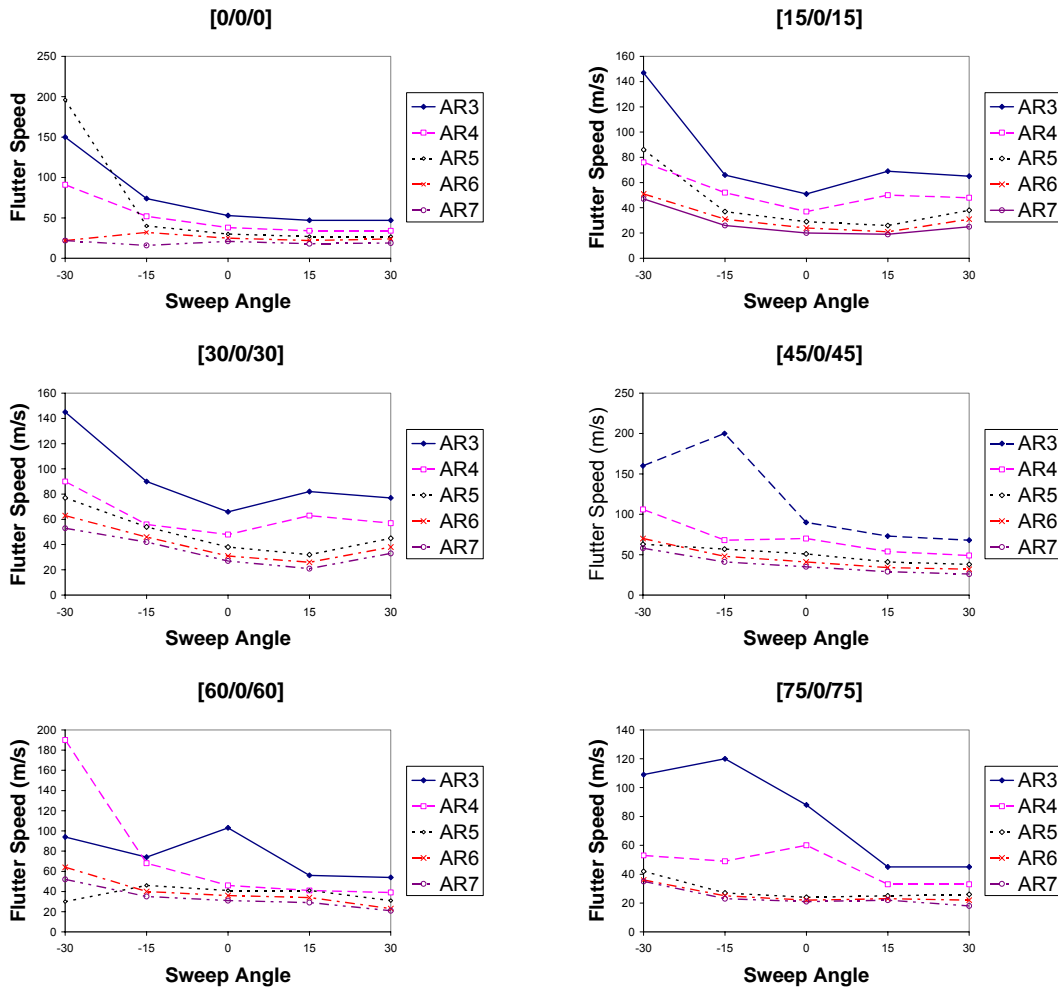 [0/0/0]
250
200
150
100
50
0
-30 -15 0 15 30
Flutter Speed
Sweep Angle
AR3
AR4
AR5
AR6
AR7
[15/0/15]
160
140
120
100
80
60
40
20
0
-30 -15 0 15 30
Flutter Speed (m/s)
Sweep Angle
AR3
AR4
AR5
AR6
AR7
[30/0/30]
160
140
120
100
80
60
40
20
0
-30 -15 0 15 30
Flutter Speed (m/s)
Sweep Angle
AR3
AR4
AR5
AR6
AR7
[45/0/45]
250
200
150
100
50
0
-30 -15 0 15 30
Flutter Speed (m/s)
Sweep Angle
AR3
AR4
AR5
AR6
AR7
[60/0/60]
200
180
160
140
120
100
80
60
40
20
0
-30 -15 0 15 30
Flutter Speed (m/s)
Sweep Angle
AR3
AR4
AR5
AR6
AR7
[75/0/75]
140
120
100
80
60
40
20
0
-30 -15 0 15 30
Flutter Speed (m/s)
Sweep Angle
AR3
AR4
AR5
AR6
AR7